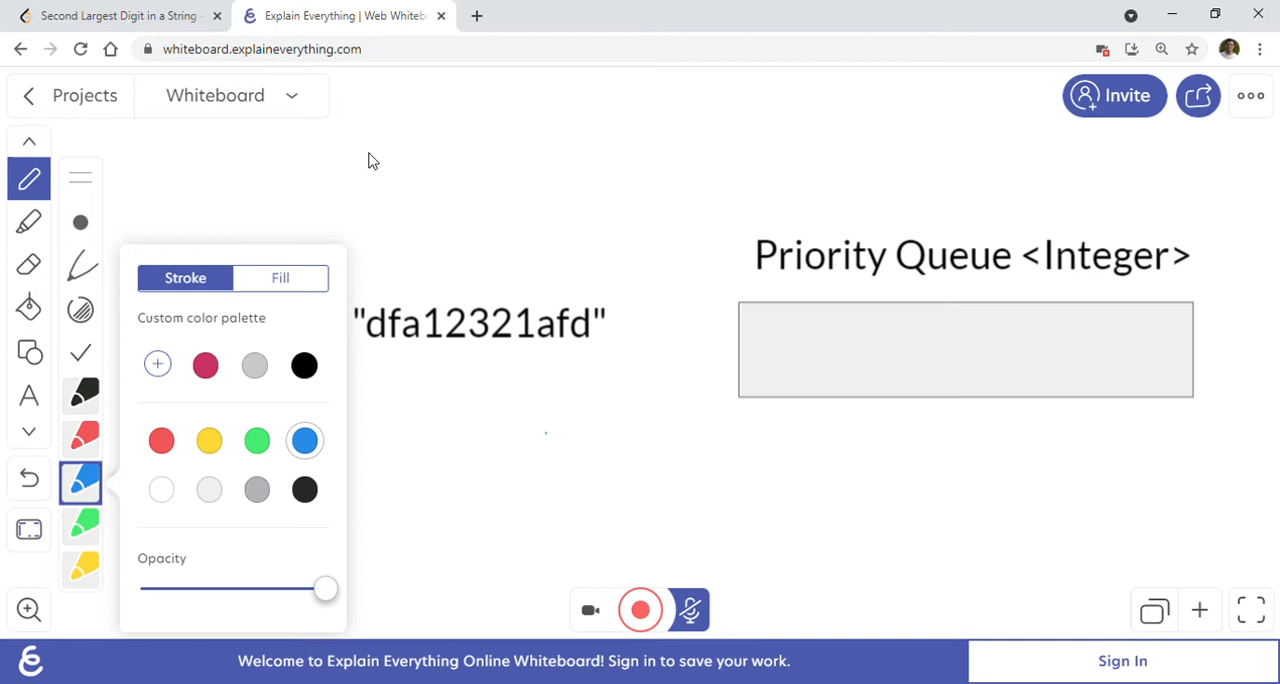 Second Largest Digit in a String -
Explain Everything | Web Whiteb
whiteboard.explaineverything.com
Projects
Whiteboard
Invite
Stroke
Fill
Custom color palette
Opacity
"dfa12321afd"
Priority Queue <Integer>
A
Welcome to Explain Everything Online Whiteboard! Sign in to save your work.
Sign In